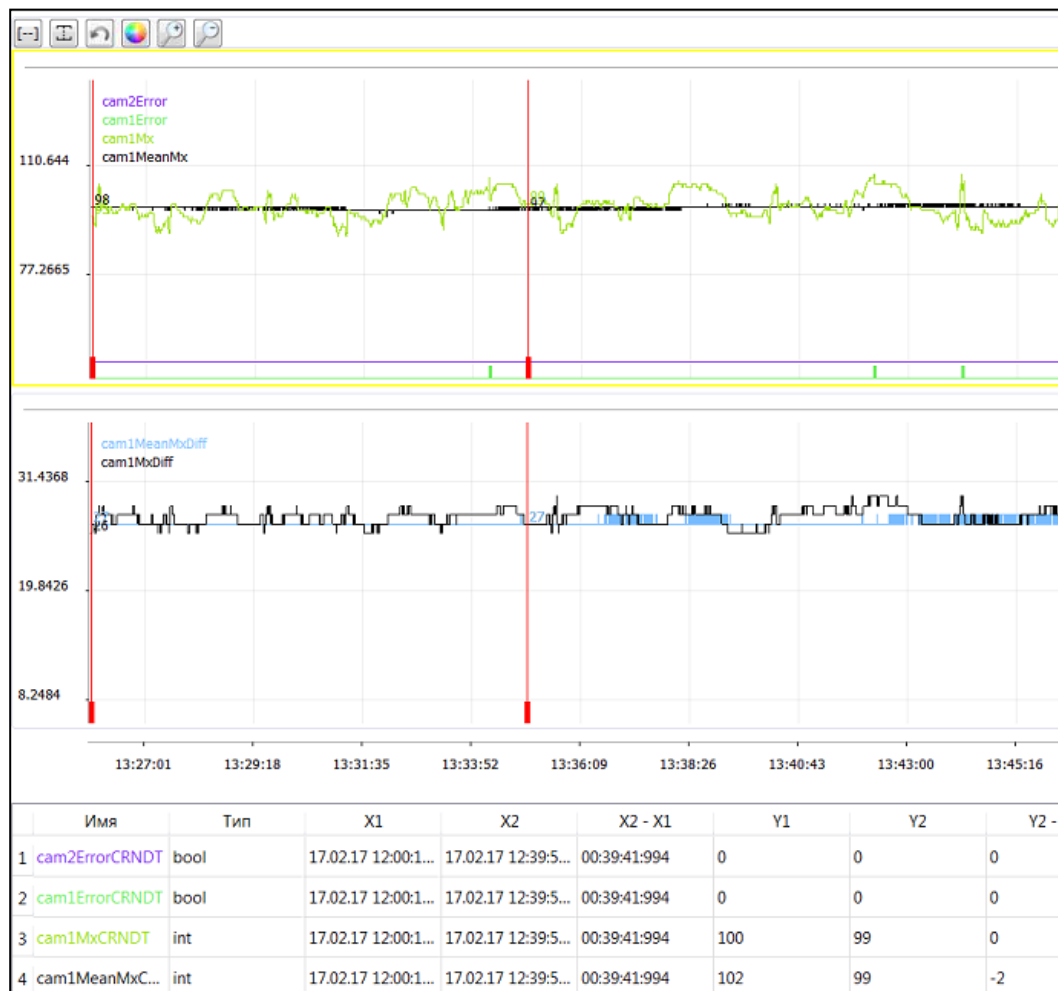 cam2Error
cam1Error
cam1Mx
cam1MeanMx
110.644
98
97
77.2665
cam1MeanMxDiff
cam1MxDiff
31.4368
26
27
19.8426
8.2484
13:27:01 13:29:18 13:31:35 13:33:52 13:36:09 13:38:26 13:40:43 13:43:00 13:45:16
Имя Тип X1 X2 X2 - X1 Y1 Y2 Y2 -
1 cam2ErrorCRNDT bool 17.02.17 12:00:1... 17.02.17 12:39:5... 00:39:41:994 0 0 0
2 cam1ErrorCRNDT bool 17.02.17 12:00:1... 17.02.17 12:39:5... 00:39:41:994 0 0 0
3 cam1MxCRNDT int 17.02.17 12:00:1... 17.02.17 12:39:5... 00:39:41:994 100 99 0
4 cam1MeanMxC... int 17.02.17 12:00:1... 17.02.17 12:39:5... 00:39:41:994 102 99 -2